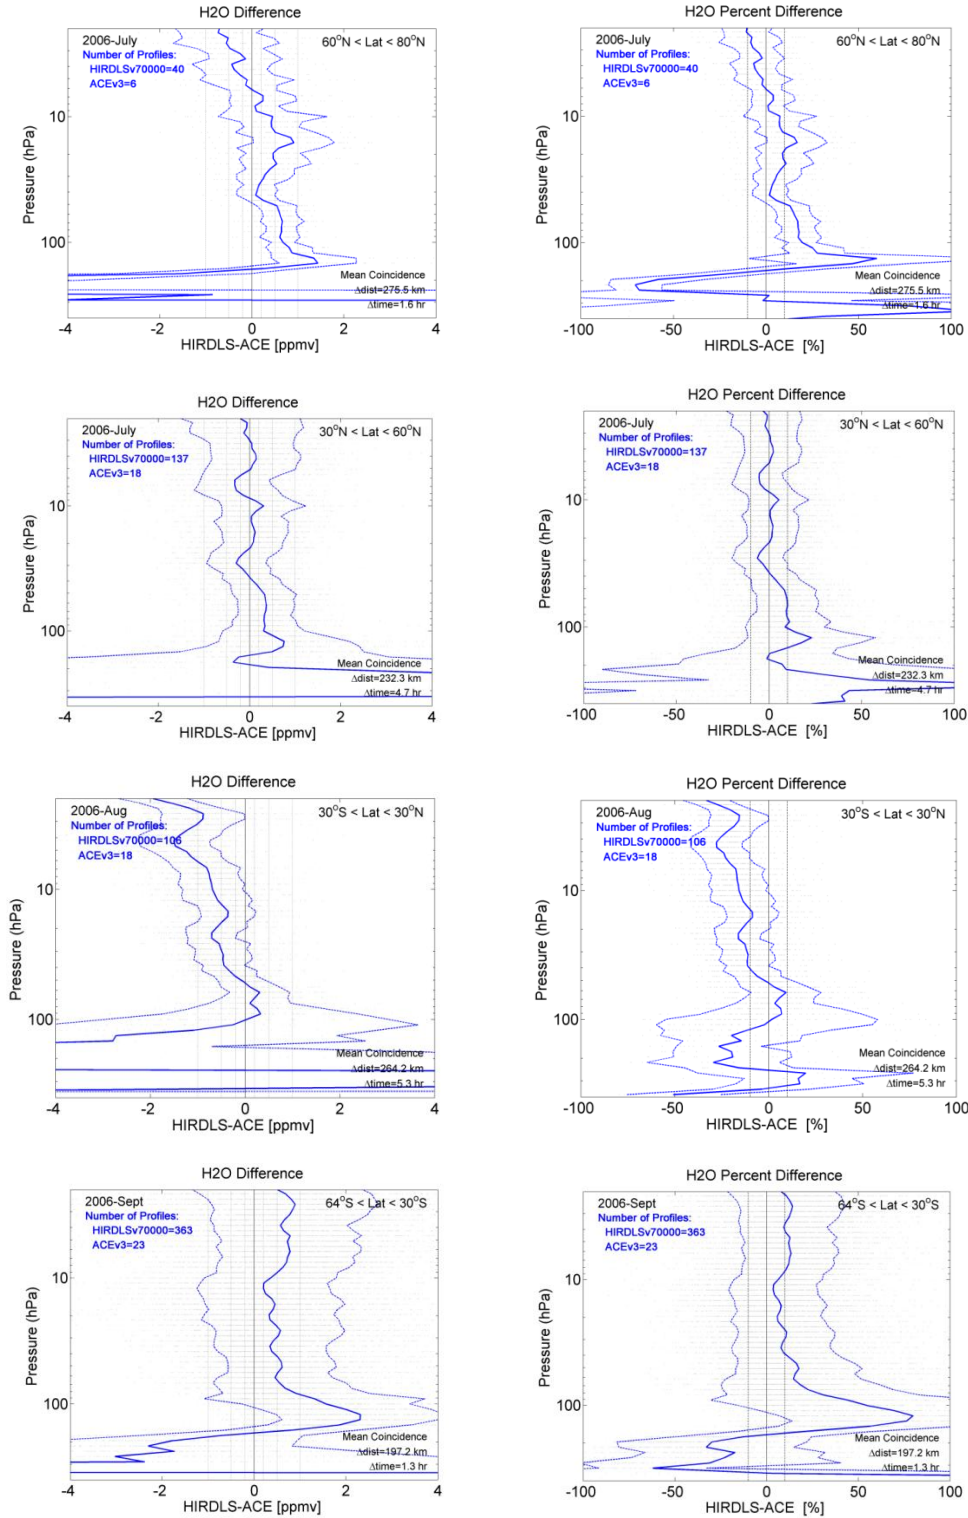 H2O Difference
2006-July
60°N < Lat < 80°N
Number of Profiles:
HIRDLSv70000=40
ACEv3=6
10
100
Pressure (hPa)
Mean Coincidence
Δdist=275.5 km
Δtime=1.6 hr
-4 -2 0 2 4
HIRDLS-ACE [ppmv]
H2O Percent Difference
2006-July
60°N < Lat < 80°N
Number of Profiles:
HIRDLSv70000=40
ACEv3=6
10
100
Pressure (hPa)
Mean Coincidence
Δdist=275.5 km
Δtime=1.6 hr
-100 -50 0 50 100
HIRDLS-ACE [%]
H2O Difference
2006-July
30°N < Lat < 60°N
Number of Profiles:
HIRDLSv70000=137
ACEv3=18
10
100
Pressure (hPa)
Mean Coincidence
Δdist=232.3 km
Δtime=4.7 hr
-4 -2 0 2 4
HIRDLS-ACE [ppmv]
H2O Percent Difference
2006-July
30°N < Lat < 60°N
Number of Profiles:
HIRDLSv70000=137
ACEv3=18
10
100
Pressure (hPa)
Mean Coincidence
Δdist=232.3 km
Δtime=4.7 hr
-100 -50 0 50 100
HIRDLS-ACE [%]
H2O Difference
2006-Aug
30°S < Lat < 30°N
Number of Profiles:
HIRDLSv70000=106
ACEv3=18
10
100
Pressure (hPa)
Mean Coincidence
Δdist=264.2 km
Δtime=5.3 hr
-4 -2 0 2 4
HIRDLS-ACE [ppmv]
H2O Percent Difference
2006-Aug
30°S < Lat < 30°N
Number of Profiles:
HIRDLSv70000=106
ACEv3=18
10
100
Pressure (hPa)
Mean Coincidence
Δdist=264.2 km
Δtime=5.3 hr
-100 -50 0 50 100
HIRDLS-ACE [%]
H2O Difference
2006-Sept
64°S < Lat < 30°S
Number of Profiles:
HIRDLSv70000=363
ACEv3=23
10
100
Pressure (hPa)
Mean Coincidence
Δdist=197.2 km
Δtime=1.3 hr
-4 -2 0 2 4
HIRDLS-ACE [ppmv]
H2O Percent Difference
2006-Sept
64°S < Lat < 30°S
Number of Profiles:
HIRDLSv70000=363
ACEv3=23
10
100
Pressure (hPa)
Mean Coincidence
Δdist=197.2 km
Δtime=1.3 hr
-100 -50 0 50 100
HIRDLS-ACE [%]